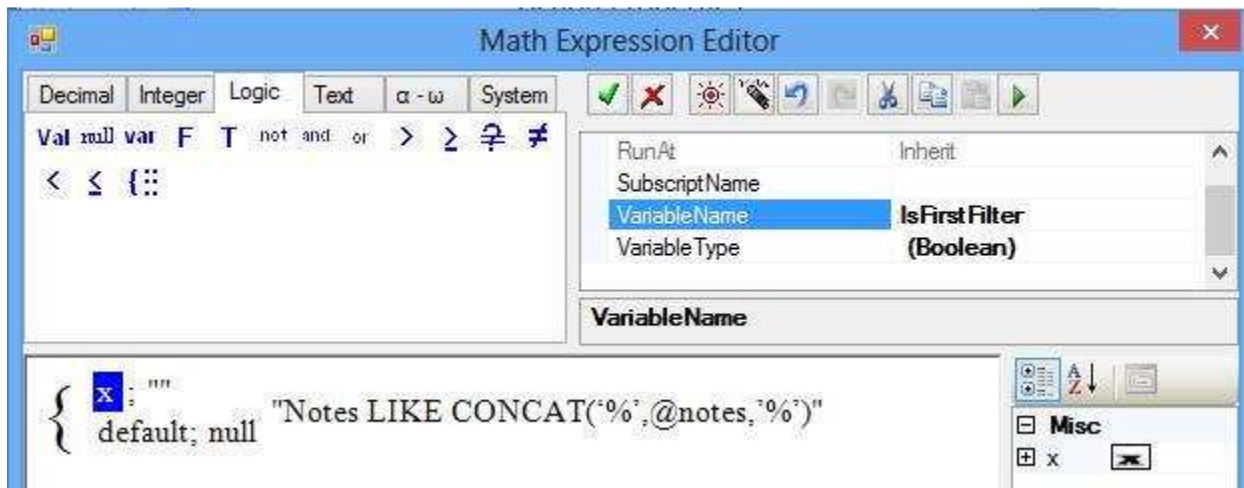 Math Expression Editor
Decimal Integer Logic Text α - ω System
Val null var F T not and or > ≥ ≠
< ≤ {
RunAt Inherit
SubscriptName
VariableName IsFirstFilter
VariableType (Boolean)
VariableName
x ; ""
default; null "Notes LIKE CONCAT('%',@notes,'%')"
Misc
x x